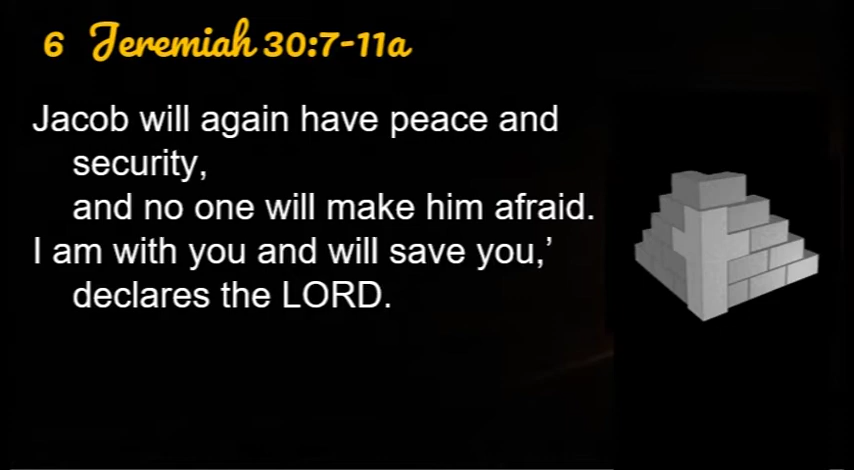 6 Jeremiah 30:7-11a
Jacob will again have peace and
security,
and no one will make him afraid.
I am with you and will save you,’
declares the LORD.